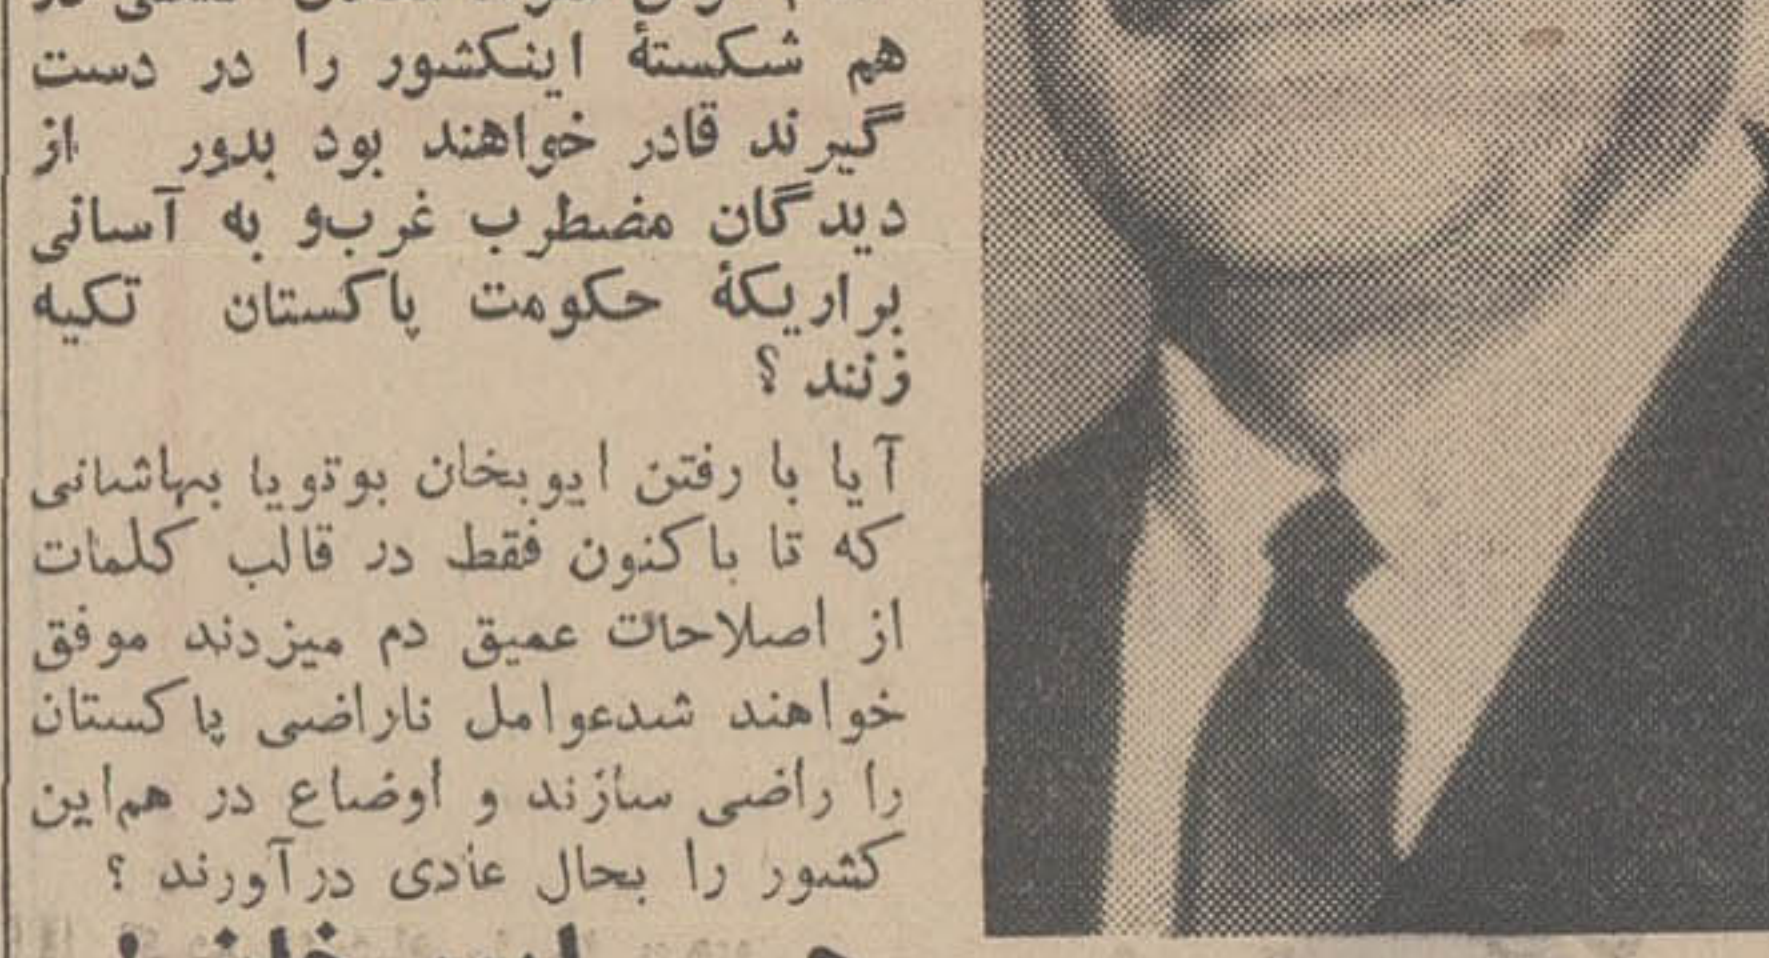 هم شکستهٔ اینکشور را در دست
گیرند قادر خواهند بود بدور از
دیدگان مضطرب غرب‌و به آسانی
براریکهٔ حکومت پاکستان تکیه
زنند ؟
آیا با رفتن ایوبخان بوتویا بهاشانی
که تا باکنون فقط در قالب کلمات
از اصلاحات عمیق دم میزدند موفق
خواهند شدعوامل ناراضی پاکستان
را راضی سازند و اوضاع در هم‌این
کشور را بحال عادی درآورند ؟